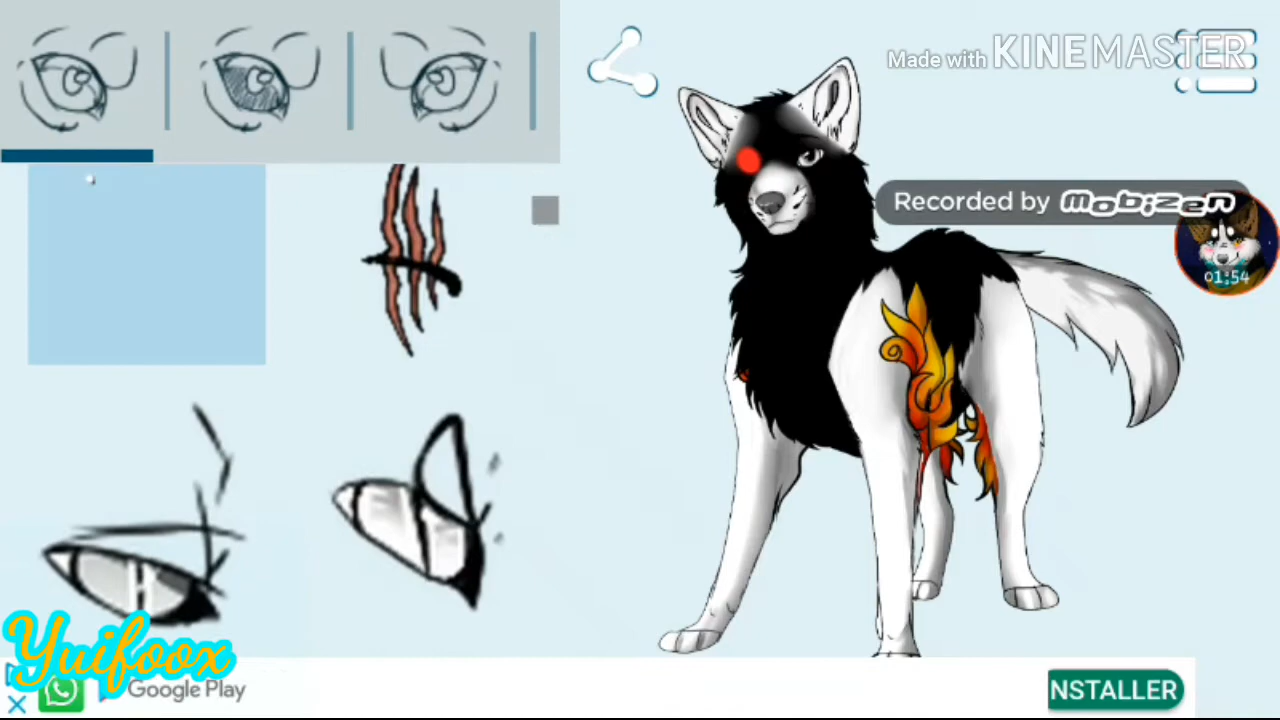 Made with KINEMASTER
Recorded by mobizen
01:54
Yuifoox
Google Play
NSTALLER